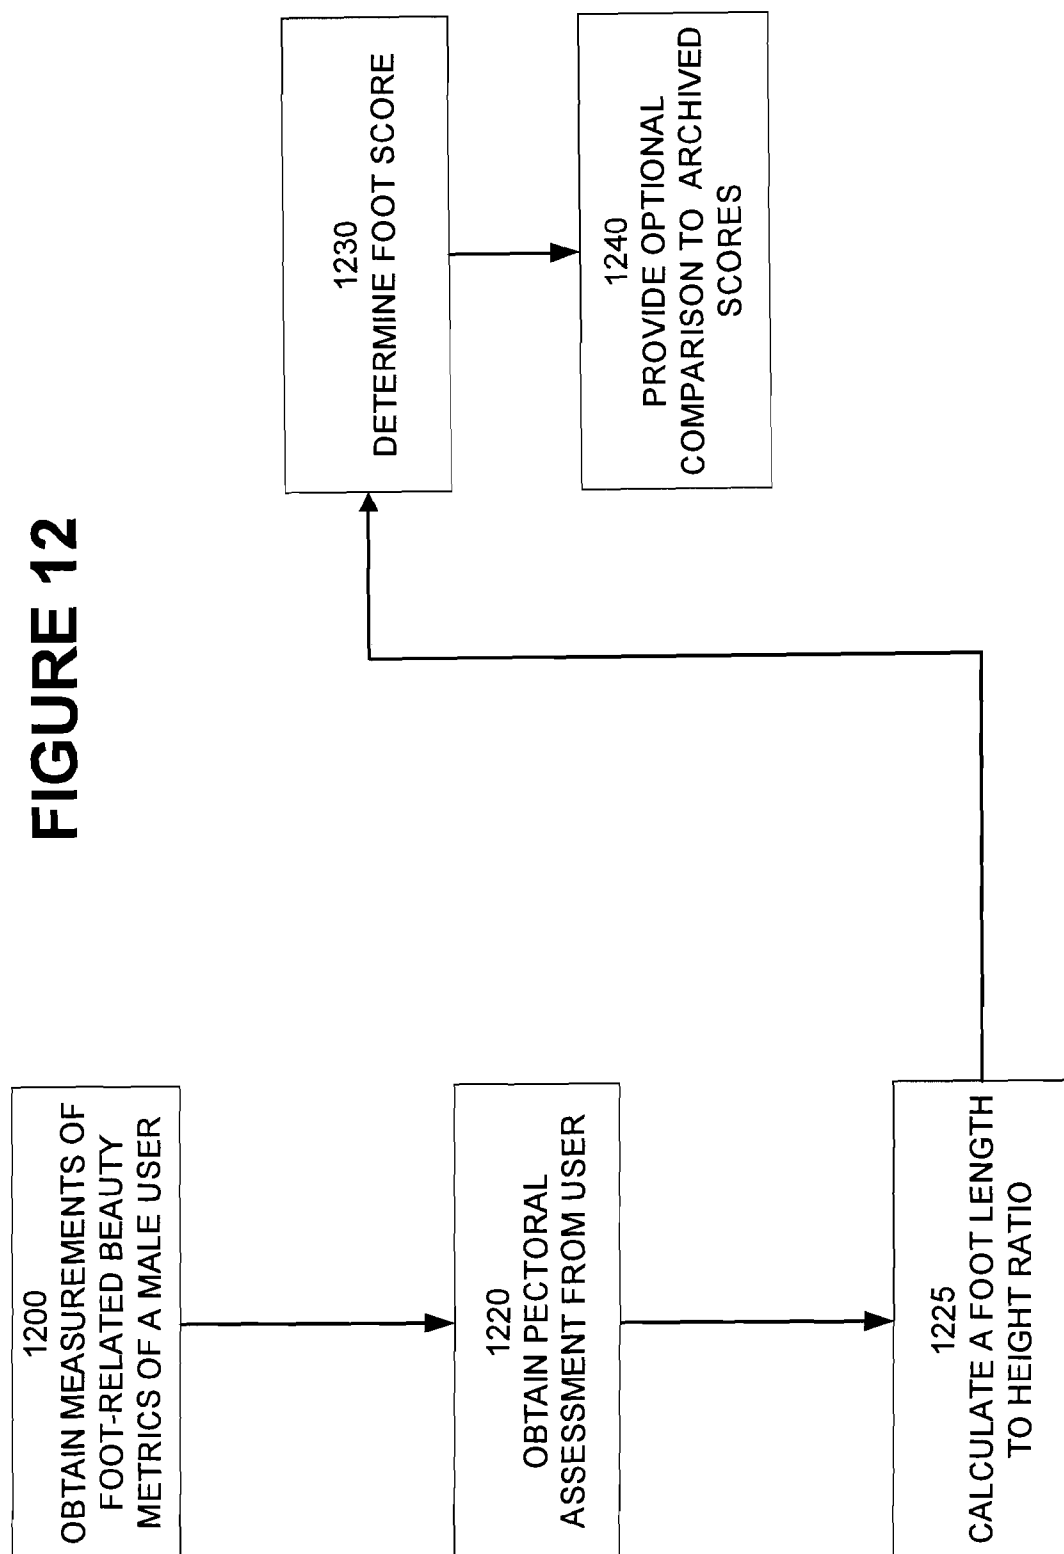 FIGURE 12
1200
OBTAIN MEASUREMENTS OF
FOOT-RELATED BEAUTY
METRICS OF A MALE USER
1220
OBTAIN PECTORAL
ASSESSMENT FROM USER
1225
CALCULATE A FOOT LENGTH
TO HEIGHT RATIO
1230
DETERMINE FOOT SCORE
1240
PROVIDE OPTIONAL
COMPARISON TO ARCHIVED
SCORES